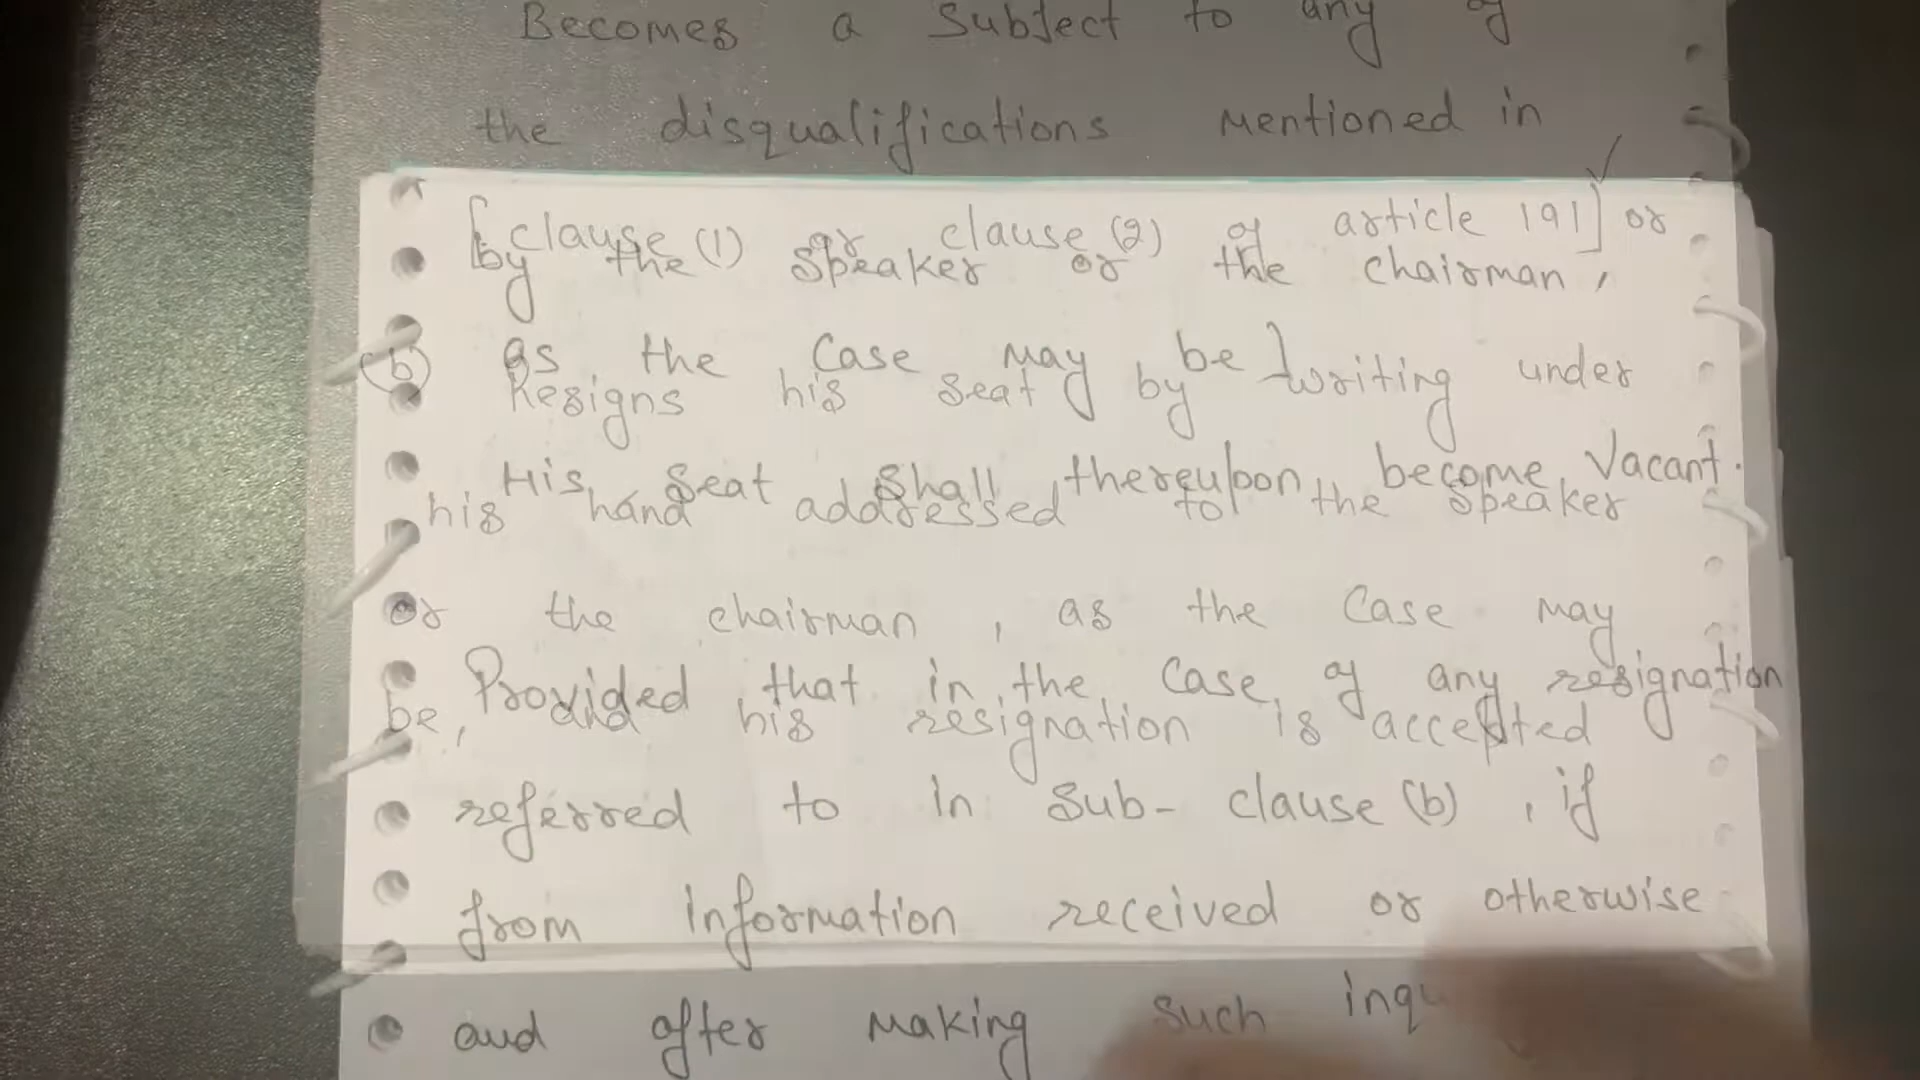 Becomes a Subject to any of
the disqualifications Mentioned in
[clause (1) or clause (2) of article 191] or
by the Speaker or the chairman,
as the Case may be]
(b) Resigns his seat by writing under
His Seat Shall thereupon become Vacant.
his hand addressed to the Speaker
or the chairman, as the Case May
Provided that in the Case of any resignation
be, and his resignation is accepted
referred to in Sub-clause (b), if
from information received or otherwise
and after Making Such